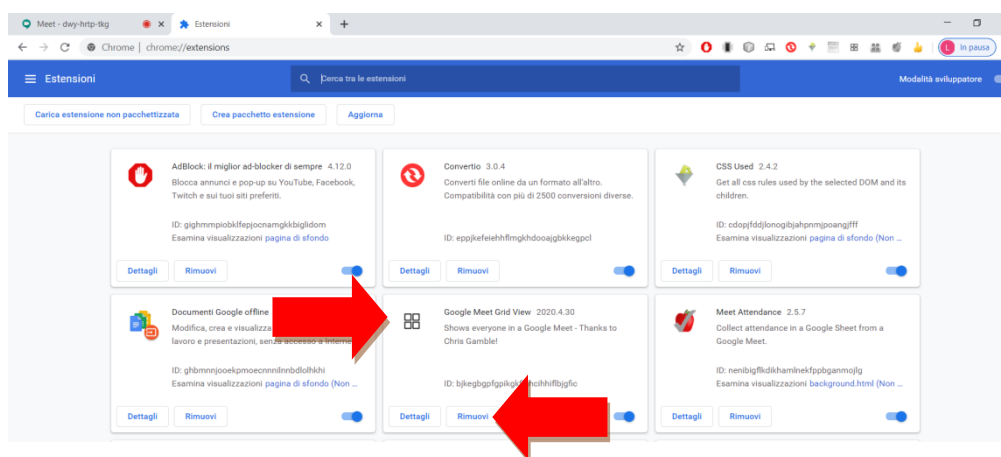 Meet - dwy-hrtp-tkg
Estensioni
Chrome | chrome://extensions
In pausa
Estensioni
Cerca tra le estensioni
Modalità sviluppatore
Carica estensione non pacchettizzata
Crea pacchetto estensione
Aggiorna
AdBlock: il miglior ad-blocker di sempre 4.12.0
Blocca annunci e pop-up su YouTube, Facebook,
Twitch e sui tuoi siti preferiti.
ID: gighmmpiobklfepjocnamgkkbiglidom
Esamina visualizzazioni pagina di sfondo
Dettagli
Rimuovi
Convertio 3.0.4
Converti file online da un formato all'altro.
Compatibilità con più di 2500 conversioni diverse.
ID: eppjkefeiehhflmgkhdooajgbkkegpcl
Dettagli
Rimuovi
CSS Used 2.4.2
Get all css rules used by the selected DOM and its
children.
ID: cdopjfddjlonogibjahpnmjpoangjfff
Esamina visualizzazioni pagina di sfondo (Non ...
Dettagli
Rimuovi
Documenti Google offline
Modifica, crea e visualizza
lavoro e presentazioni, senza accesso a Interne
ID: ghbmnnjooekpmoecnnnilnnbdlolhkhi
Esamina visualizzazioni pagina di sfondo (Non ...
Dettagli
Rimuovi
Google Meet Grid View 2020.4.30
Shows everyone in a Google Meet - Thanks to
Chris Gamble!
Dettagli
Rimuovi
Meet Attendance 2.5.7
Collect attendance in a Google Sheet from a
Google Meet.
ID: nenibigflkdikhamlnekfppbganmojlg
Esamina visualizzazioni background.html (Non ...
Dettagli
Rimuovi